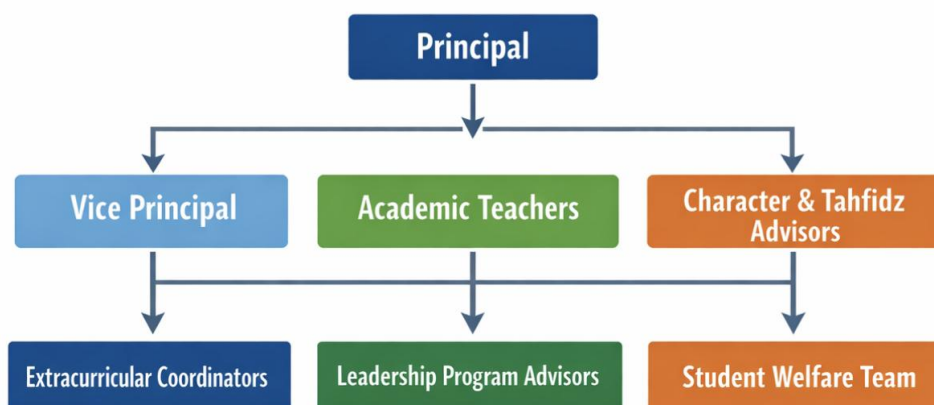 Principal
Vice Principal
Academic Teachers
Character & Tahfidz
Advisors
Extracurricular Coordinators
Leadership Program Advisors
Student Welfare Team